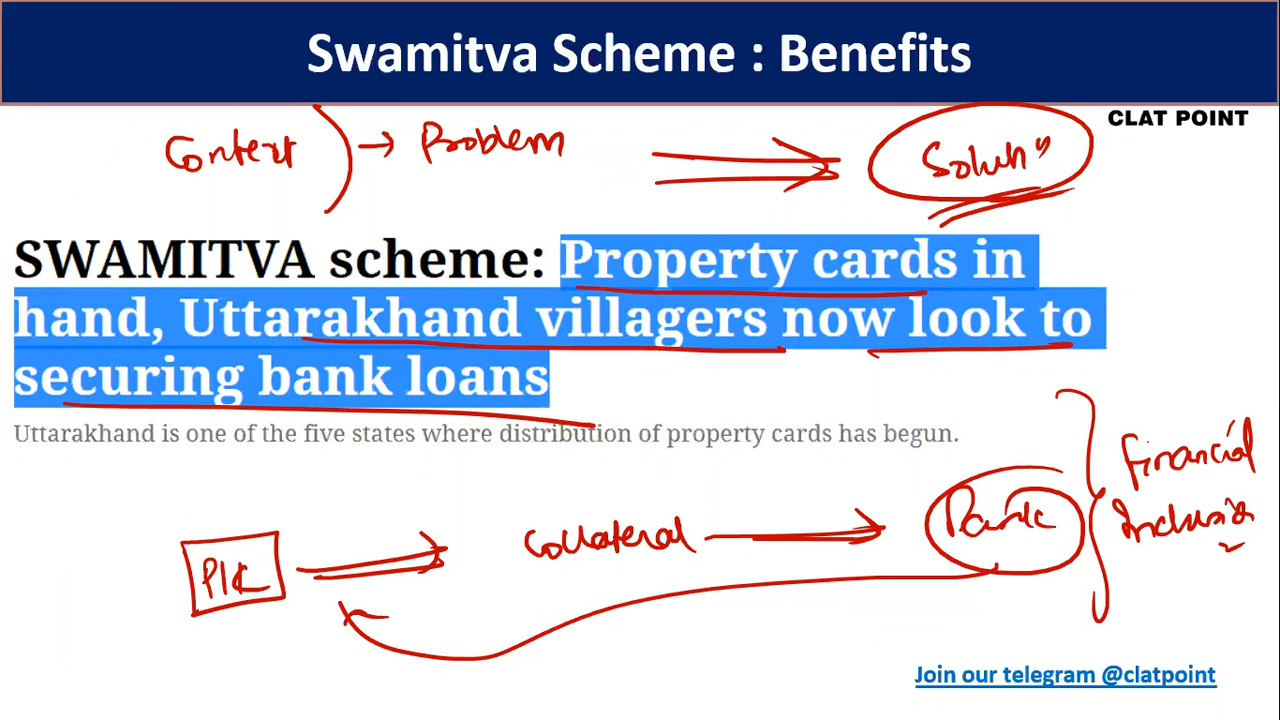 Swamitva Scheme : Benefits
CLAT POINT
Context → Problem
Soluⁿ
SWAMITVA scheme: Property cards in
hand, Uttarakhand villagers now look to
securing bank loans
Uttarakhand is one of the five states where distribution of property cards has begun.
Financial
Inclusion
Collateral
Bank
Join our telegram @clatpoint